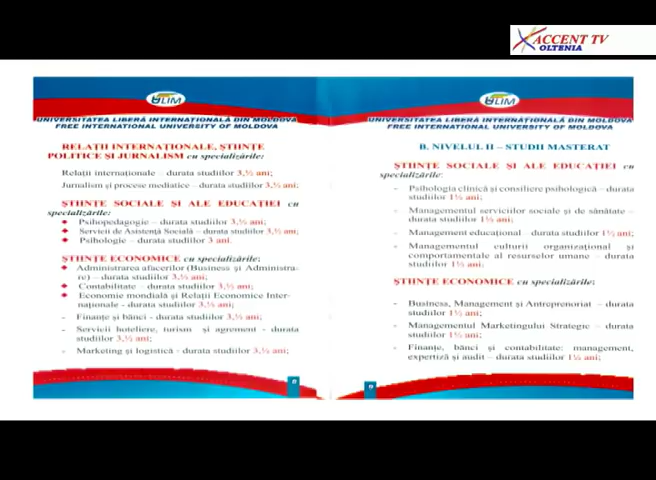 ACCENT TV
OLTENIA
ULIM
UNIVERSITATEA LIBERĂ INTERNAȚIONALĂ DIN MOLDOVA
FREE INTERNATIONAL UNIVERSITY OF MOLDOVA
RELAȚII INTERNAȚIONALE, ȘTIINȚE
POLITICE ȘI JURNALISM cu specializările:
Relații internaționale – durata studiilor 3,½ ani;
Jurnalism și procese mediatice – durata studiilor 3,½ ani;
ȘTIINȚE SOCIALE ȘI ALE EDUCAȚIEI cu
specializările:
Psihopedagogie – durata studiilor 3,½ ani;
Servicii de Asistență Socială – durata studiilor 3,½ ani;
Psihologie – durata studiilor 3 ani.
ȘTIINȚE ECONOMICE cu specializările:
Administrarea afacerilor (Business și Administra-
re) – durata studiilor 3,½ ani;
Contabilitate – durata studiilor 3,½ ani;
Economie mondială și Relații Economice Inter-
naționale - durata studiilor 3,½ ani;
- Finanțe și bănci - durata studiilor 3,½ ani;
- Servicii hoteliere, turism și agrement - durata
studiilor 3,½ ani;
- Marketing și logistică - durata studiilor 3,½ ani;
ULIM
UNIVERSITATEA LIBERĂ INTERNAȚIONALĂ DIN MOLDOVA
FREE INTERNATIONAL UNIVERSITY OF MOLDOVA
B. NIVELUL II – STUDII MASTERAT
ȘTIINȚE SOCIALE ȘI ALE EDUCAȚIEI cu
specializările:
- Psihologia clinică și consiliere psihologică – durata
studiilor 1½ ani;
- Managementul serviciilor sociale și de sănătate –
durata studiilor 1½ ani;
- Management educațional – durata studiilor 1½ ani;
- Managementul culturii organizațional și
comportamentale al resurselor umane – durata
studiilor 1½ ani.
ȘTIINȚE ECONOMICE cu specializările:
- Business, Management și Antreprenoriat – durata
studiilor 1½ ani;
- Managementul Marketingului Strategic – durata
studiilor 1½ ani;
- Finanțe, bănci și contabilitate: management,
expertiză și audit – durata studiilor 1½ ani;